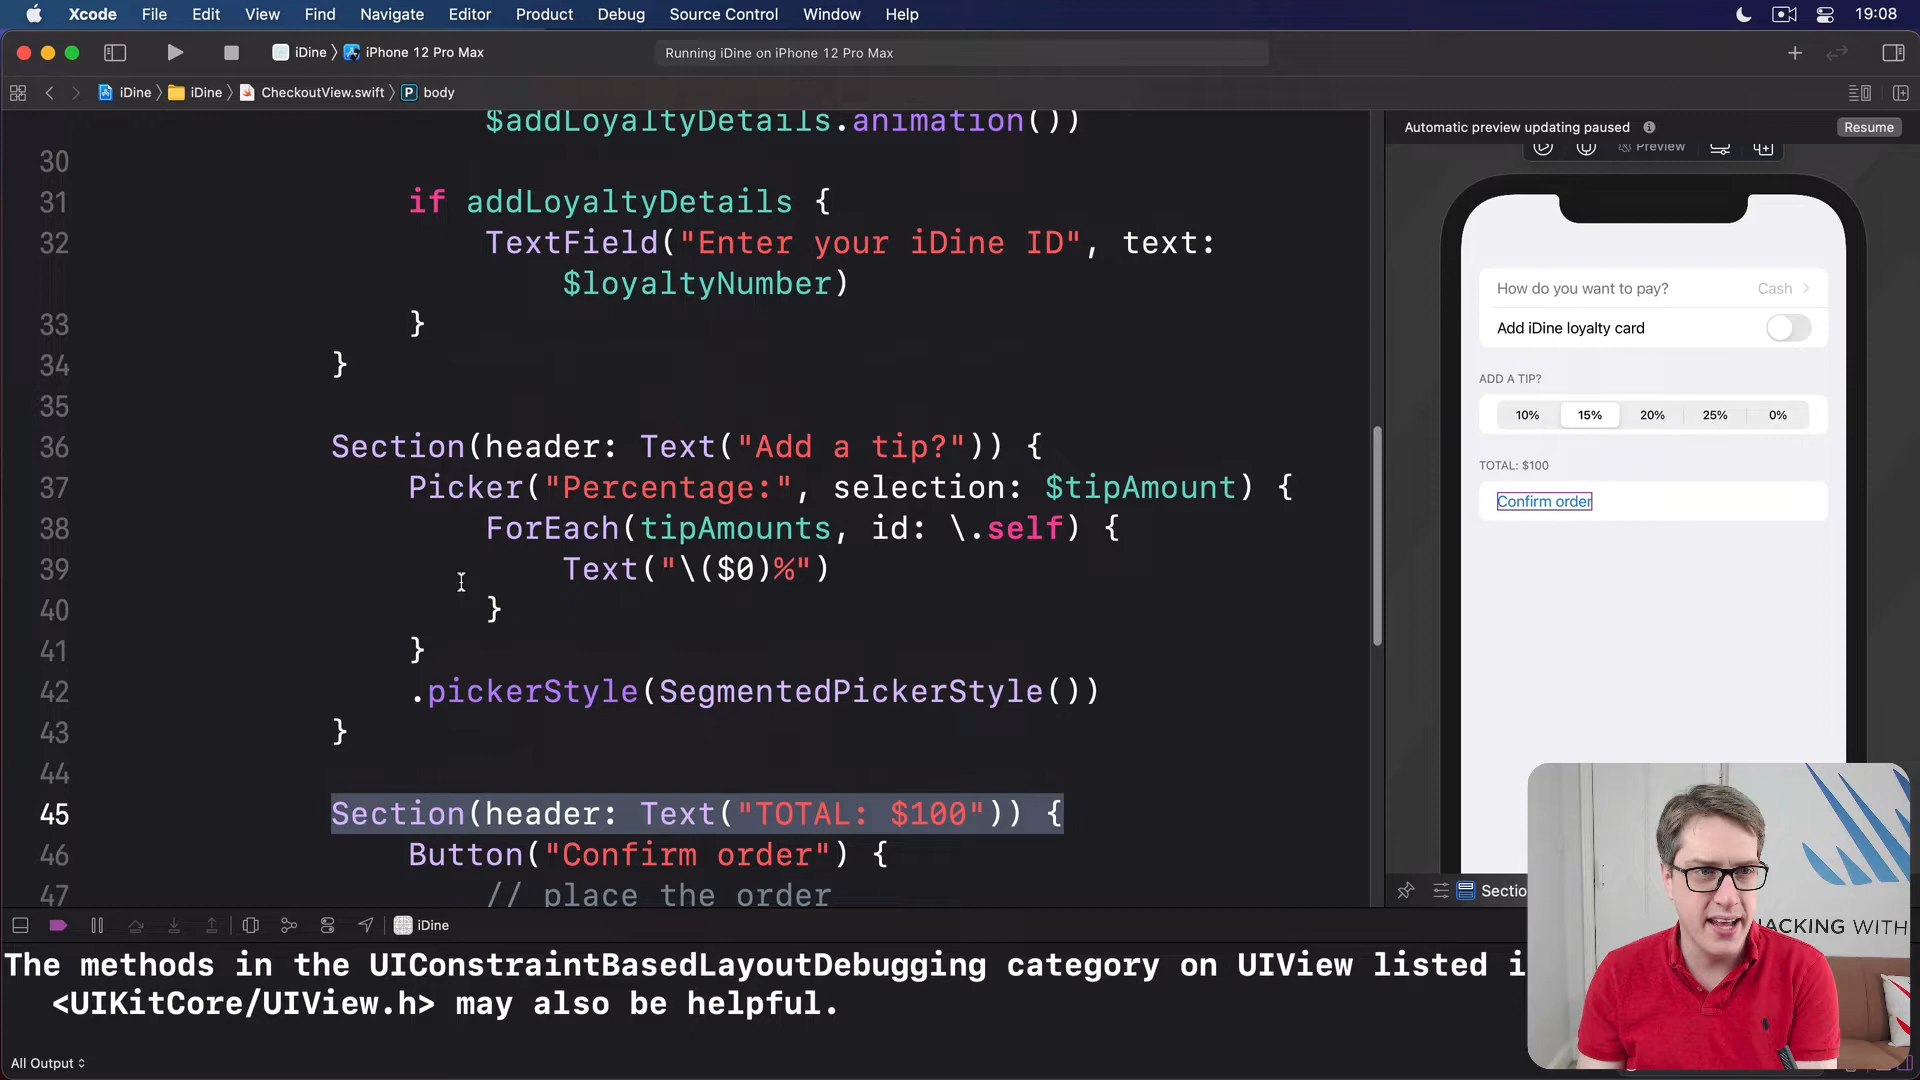 Xcode File Edit View Find Navigate Editor Product Debug Source Control Window Help 19:08
iDine iPhone 12 Pro Max Running iDine on iPhone 12 Pro Max
iDine iDine CheckoutView.swift P body
Automatic preview updating paused Resume
Preview
$addLoyaltyDetails.animation())
30
31 if addLoyaltyDetails {
32 TextField("Enter your iDine ID", text:
$loyaltyNumber)
33 }
34 }
35
36 Section(header: Text("Add a tip?")) {
37 Picker("Percentage:", selection: $tipAmount) {
38 ForEach(tipAmounts, id: \.self) {
39 Text("\($0)%")
40 }
41 }
42 .pickerStyle(SegmentedPickerStyle())
43 }
44
45 Section(header: Text("TOTAL: $100")) {
46 Button("Confirm order") {
47 // place the order
How do you want to pay? Cash
Add iDine loyalty card
ADD A TIP?
10% 15% 20% 25% 0%
TOTAL: $100
Confirm order
Sectio
HACKING WITH
iDine
The methods in the UIConstraintBasedLayoutDebugging category on UIView listed i
<UIKitCore/UIView.h> may also be helpful.
All Output